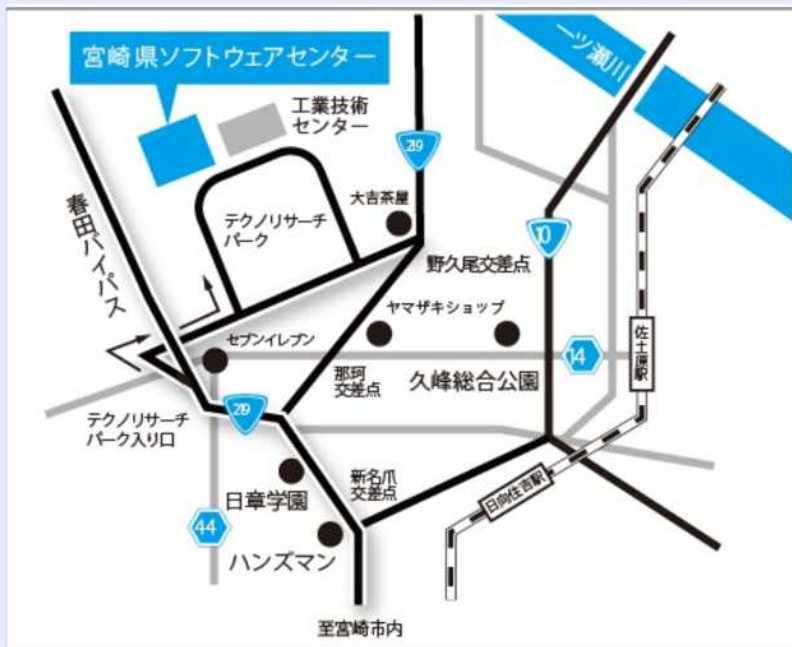 宮崎県ソフトウェアセンター
一ツ瀬川
工業技術
センター
219
大吉茶屋
春田バイパス
テクノリサーチ
パーク
10
野久尾交差点
ヤマザキショップ
セブンイレブン
佐土原駅
14
那珂
交差点
久峰総合公園
219
テクノリサーチ
パーク入り口
新名爪
交差点
日向住吉駅
日章学園
44
ハンズマン
至宮崎市内